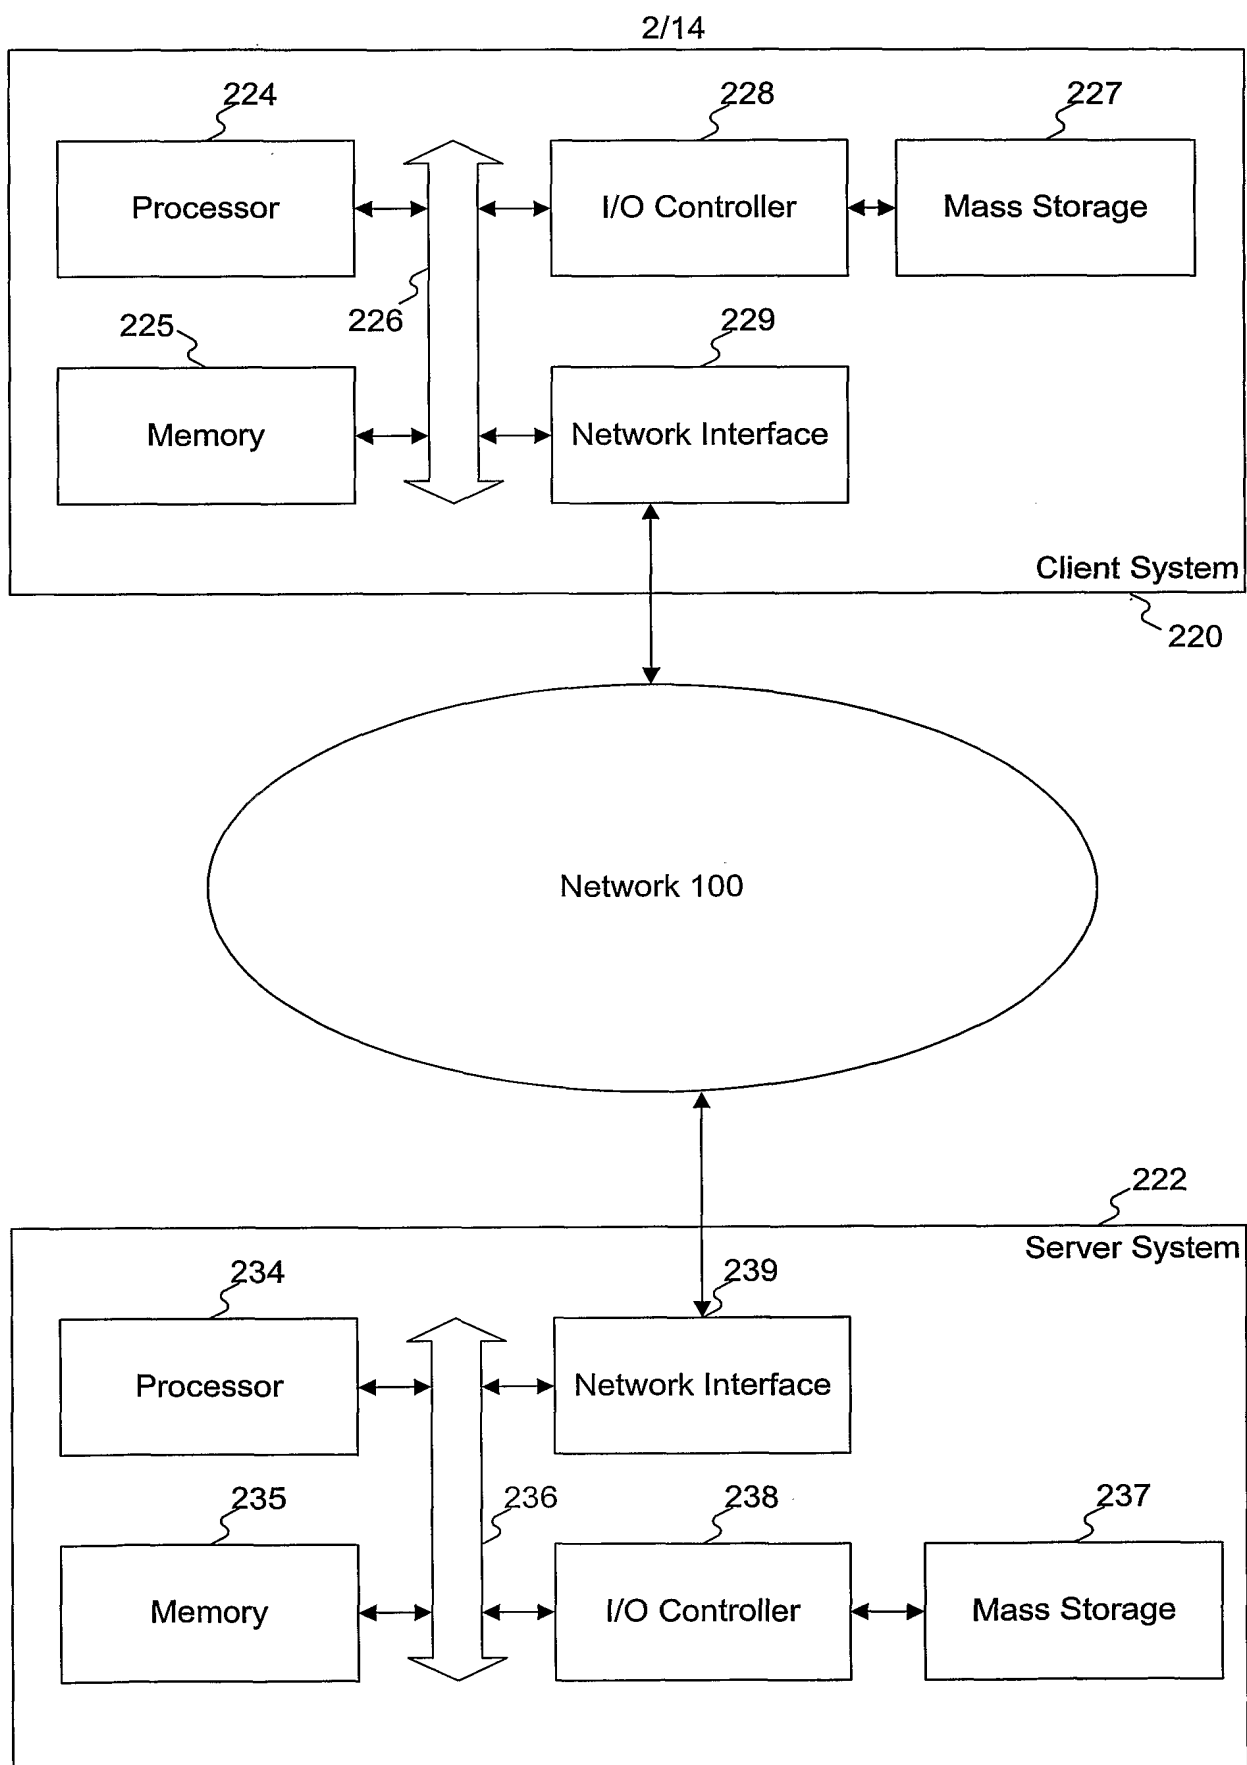 2/14
224
228
227
Processor
I/O Controller
Mass Storage
225
226
229
Memory
Network Interface
Client System
220
Network 100
222
Server System
234
239
Processor
Network Interface
235
236
238
237
Memory
I/O Controller
Mass Storage